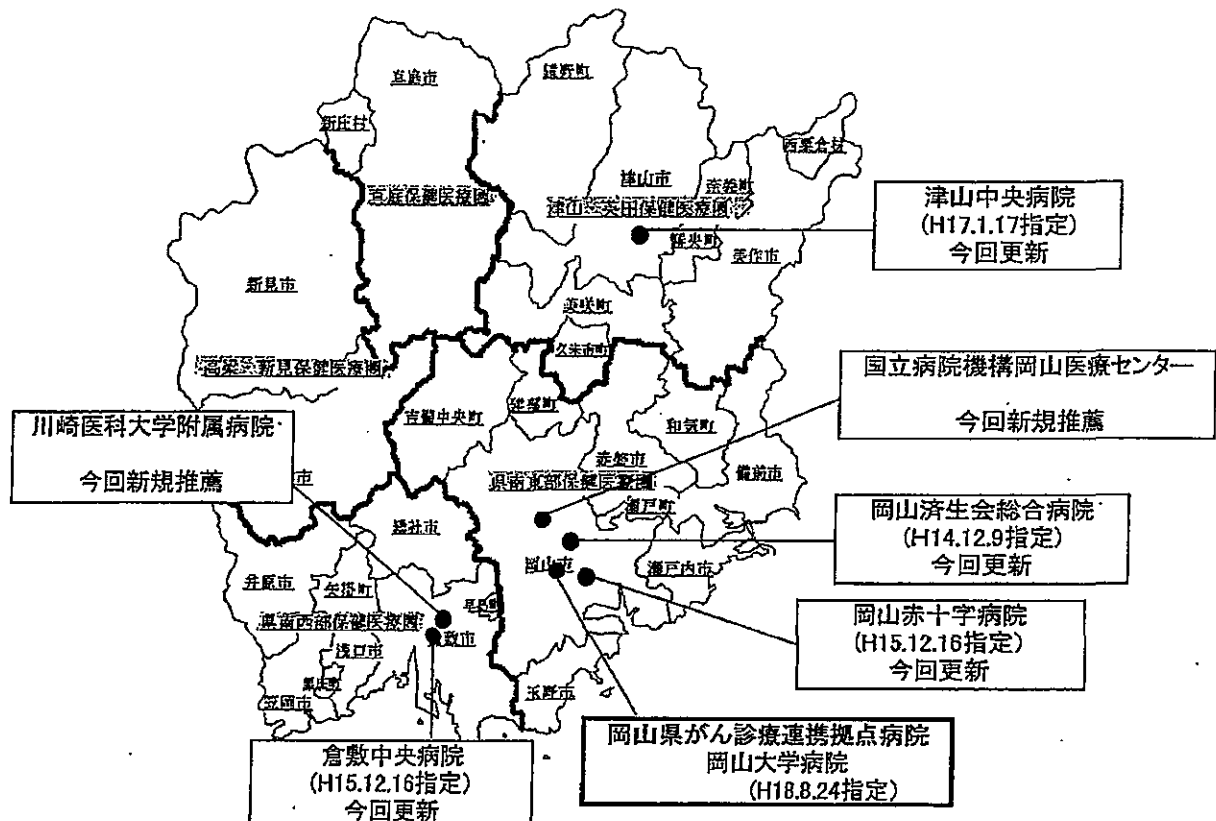 鏡野町
真庭市
新庄村
西粟倉村
津山市
奈義町
真庭保健医療圏
津山・英田保健医療圏
津山中央病院
(H17.1.17指定)
今回更新
勝央町
美作市
新見市
美咲町
久米南町
高梁・新見保健医療圏
国立病院機構岡山医療センター
今回新規推薦
建部町
吉備中央町
和気町
川崎医科大学附属病院
今回新規推薦
市
赤磐市
備前市
県南東部保健医療圏
瀬戸町
総社市
岡山済生会総合病院
(H14.12.9指定)
今回更新
岡山市
瀬戸内市
井原市
矢掛町
早島町
県南西部保健医療圏
倉敷市
岡山赤十字病院
(H15.12.16指定)
今回更新
浅口市
里庄町
笠岡市
玉野市
倉敷中央病院
(H15.12.16指定)
今回更新
岡山県がん診療連携拠点病院
岡山大学病院
(H18.8.24指定)